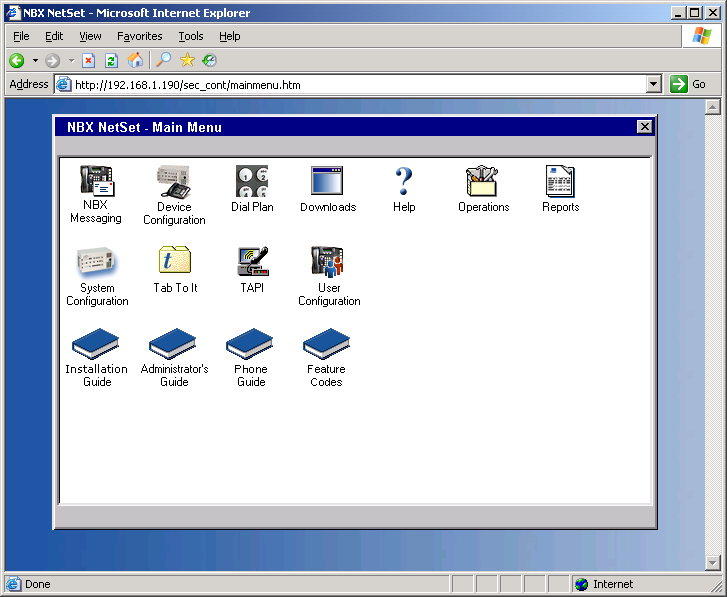 NBX NetSet - Microsoft Internet Explorer
File Edit View Favorites Tools Help
Address http://192.168.1.190/sec_cont/mainmenu.htm Go
NBX NetSet - Main Menu
NBX
Messaging
Device
Configuration
Dial Plan
Downloads
Help
Operations
Reports
System
Configuration
Tab To It
TAPI
User
Configuration
Installation
Guide
Administrator's
Guide
Phone
Guide
Feature
Codes
Done Internet